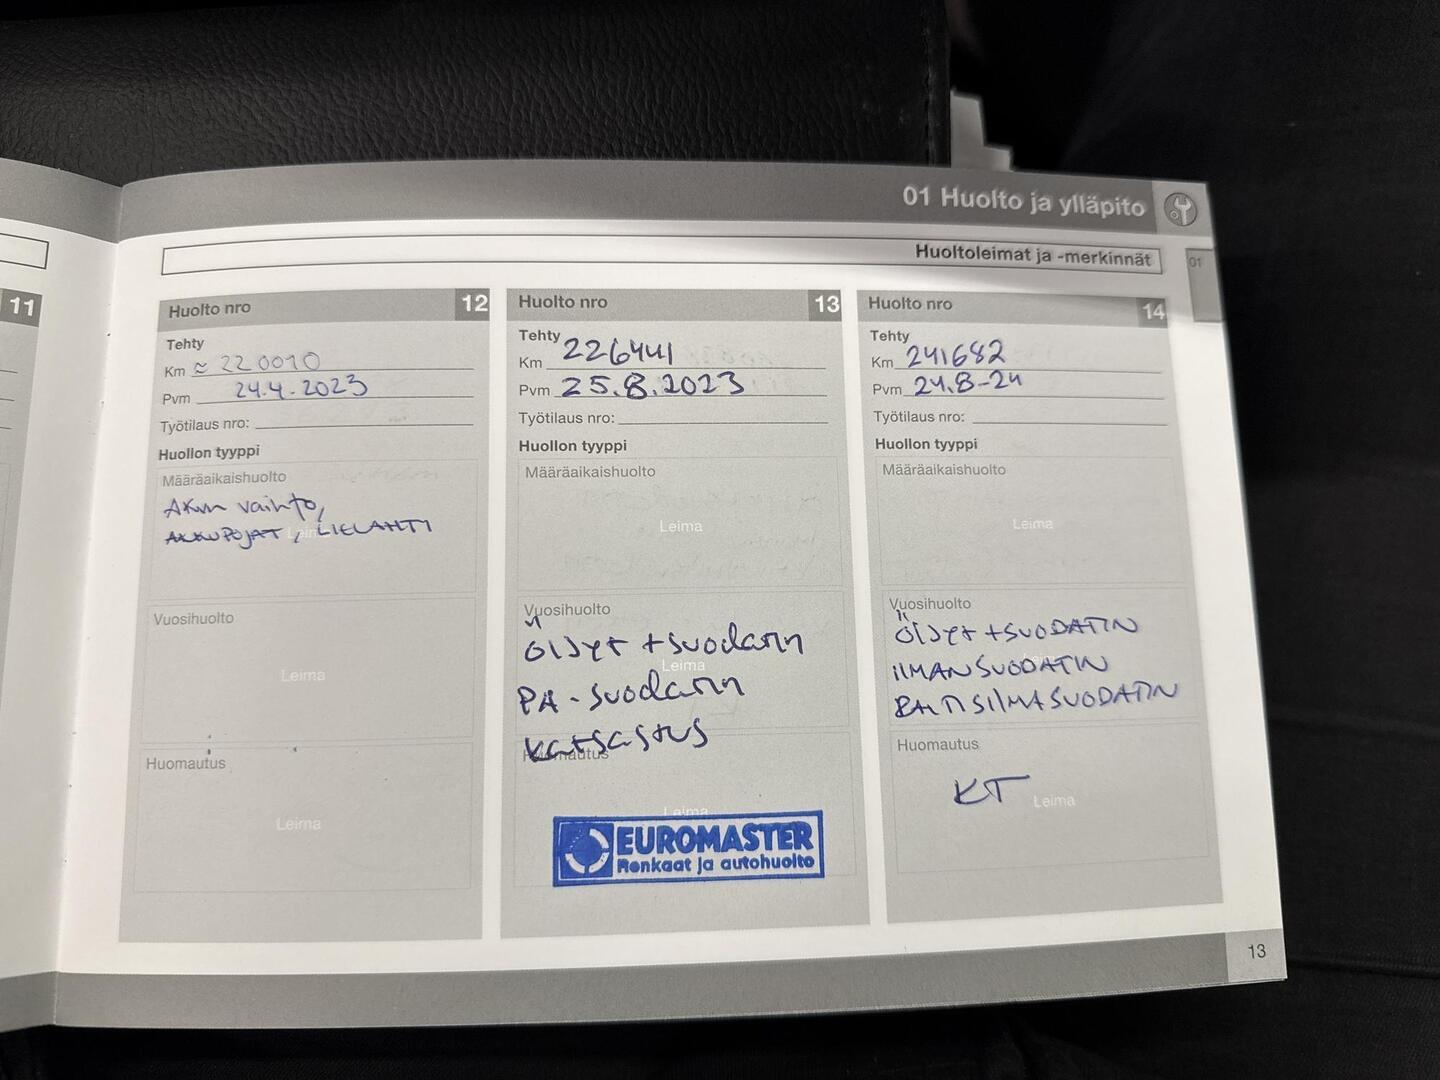 01 Huolto ja ylläpito
Huoltoleimat ja -merkinnät
01
11
Huolto nro 12
Tehty
Km ≈ 220010
Pvm 24.4.2023
Työtilaus nro:
Huollon tyyppi
Määräaikaishuolto
Akun vaihto,
AKKUPOJAT, LIELAHTI
Leima
Vuosihuolto
Leima
Huomautus
Leima
Huolto nro 13
Tehty
Km 226441
Pvm 25.8.2023
Työtilaus nro:
Huollon tyyppi
Määräaikaishuolto
Leima
Vuosihuolto
öljyt + suodatin
Leima
PA-suodatin
katsastus
Huomautus
Leima
EUROMASTER
Renkaat ja autohuolto
Huolto nro 14
Tehty
Km 241682
Pvm 24.8-24
Työtilaus nro:
Huollon tyyppi
Määräaikaishuolto
Leima
Vuosihuolto
ÖLJYT + SUODATIN
Leima
ILMANSUODATIN
RAITISILMASUODATIN
Huomautus
KT
Leima
13